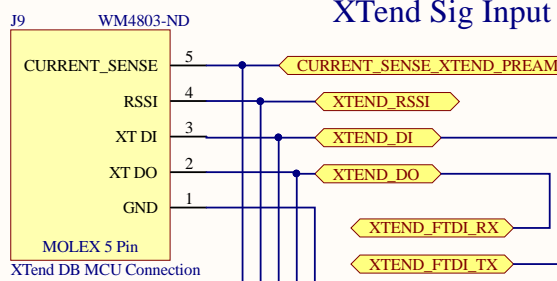 XTend Sig Input
J9 WM4803-ND
CURRENT_SENSE 5 CURRENT_SENSE_XTEND_PREAM
RSSI 4 XTEND_RSSI
XT DI 3 XTEND_DI
XT DO 2 XTEND_DO
GND 1
XTEND_FTDI_RX
MOLEX 5 Pin
XTEND_FTDI_TX
XTend DB MCU Connection